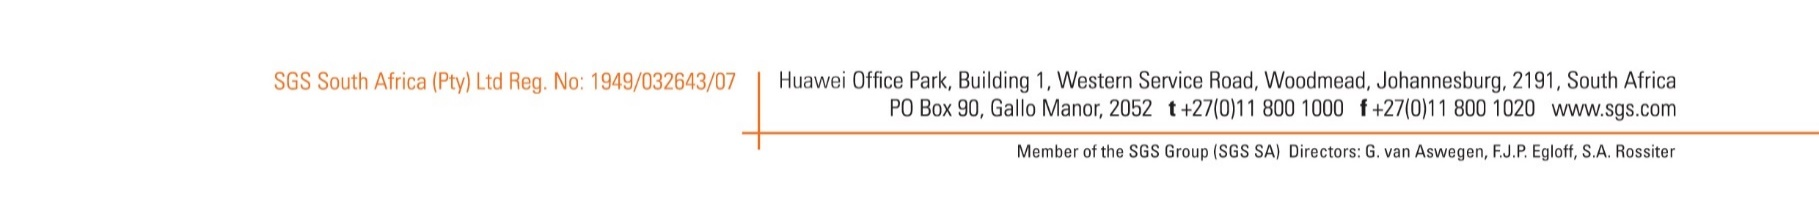 SGS South Africa (Pty) Ltd Reg. No: 1949/032643/07
Huawei Office Park, Building 1, Western Service Road, Woodmead, Johannesburg, 2191, South Africa
PO Box 90, Gallo Manor, 2052 t +27(0)11 800 1000 f +27(0)11 800 1020 www.sgs.com
Member of the SGS Group (SGS SA) Directors: G. van Aswegen, F.J.P. Egloff, S.A. Rossiter